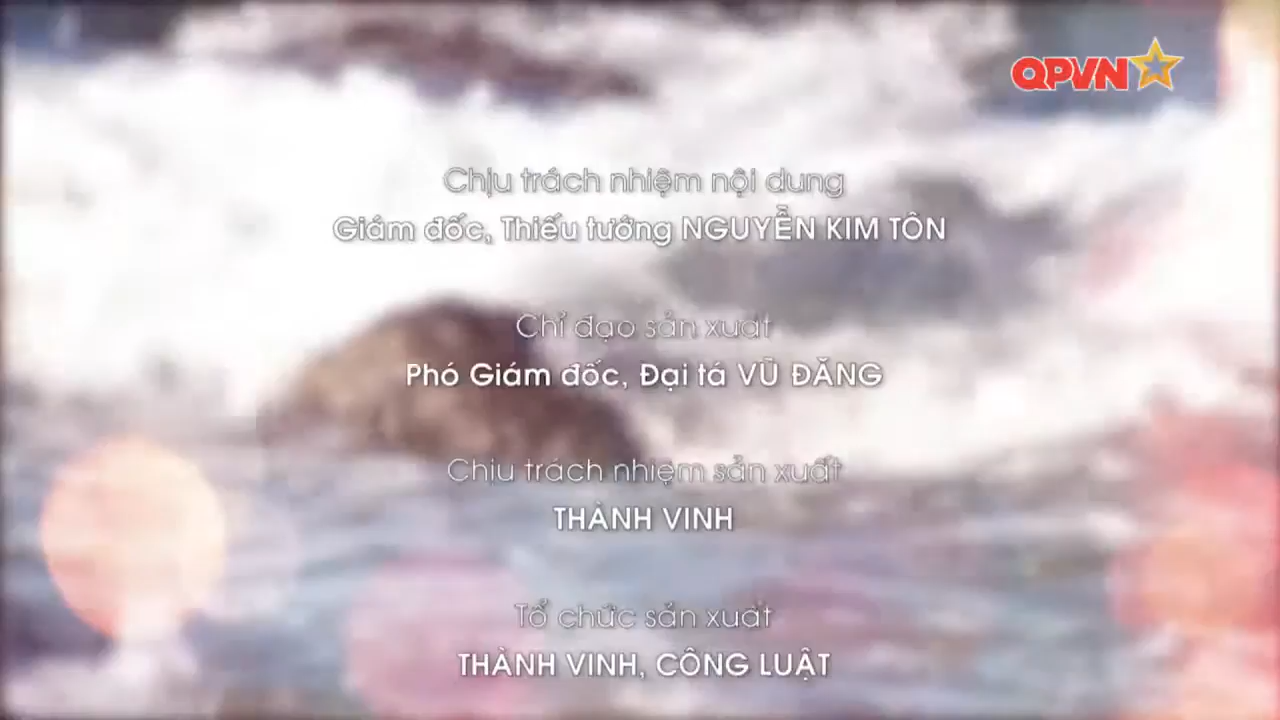 QPVN
Chịu trách nhiệm nội dung
Giám đốc, Thiếu tướng NGUYỄN KIM TÔN
Chỉ đạo sản xuất
Phó Giám đốc, Đại tá VŨ ĐĂNG
Chịu trách nhiệm sản xuất
THÀNH VINH
Tổ chức sản xuất
THÀNH VINH, CÔNG LUẬT